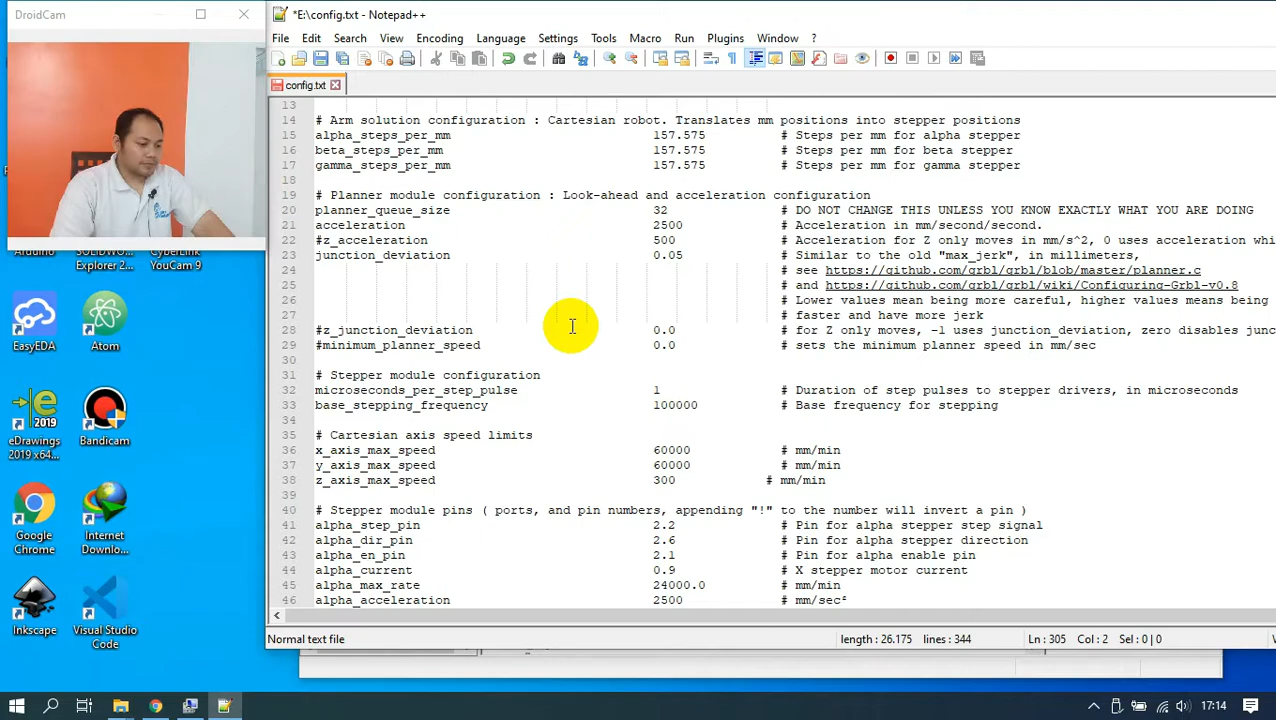 DroidCam
*E:\config.txt - Notepad++
File Edit Search View Encoding Language Settings Tools Macro Run Plugins Window ?
config.txt
13
14 # Arm solution configuration : Cartesian robot. Translates mm positions into stepper positions
15 alpha_steps_per_mm 157.575 # Steps per mm for alpha stepper
16 beta_steps_per_mm 157.575 # Steps per mm for beta stepper
17 gamma_steps_per_mm 157.575 # Steps per mm for gamma stepper
18
19 # Planner module configuration : Look-ahead and acceleration configuration
20 planner_queue_size 32 # DO NOT CHANGE THIS UNLESS YOU KNOW EXACTLY WHAT YOU ARE DOING
21 acceleration 2500 # Acceleration in mm/second/second.
22 #z_acceleration 500 # Acceleration for Z only moves in mm/s^2, 0 uses acceleration whi
23 junction_deviation 0.05 # Similar to the old "max_jerk", in millimeters,
24 # see https://github.com/grbl/grbl/blob/master/planner.c
25 # and https://github.com/grbl/grbl/wiki/Configuring-Grbl-v0.8
26 # Lower values mean being more careful, higher values means being
27 # faster and have more jerk
28 #z_junction_deviation 0.0 # for Z only moves, -1 uses junction_deviation, zero disables junc
29 #minimum_planner_speed 0.0 # sets the minimum planner speed in mm/sec
30
31 # Stepper module configuration
32 microseconds_per_step_pulse 1 # Duration of step pulses to stepper drivers, in microseconds
33 base_stepping_frequency 100000 # Base frequency for stepping
34
35 # Cartesian axis speed limits
36 x_axis_max_speed 60000 # mm/min
37 y_axis_max_speed 60000 # mm/min
38 z_axis_max_speed 300 # mm/min
39
40 # Stepper module pins ( ports, and pin numbers, appending "!" to the number will invert a pin )
41 alpha_step_pin 2.2 # Pin for alpha stepper step signal
42 alpha_dir_pin 2.6 # Pin for alpha stepper direction
43 alpha_en_pin 2.1 # Pin for alpha enable pin
44 alpha_current 0.9 # X stepper motor current
45 alpha_max_rate 24000.0 # mm/min
46 alpha_acceleration 2500 # mm/sec²
Normal text file length : 26.175 lines : 344 Ln : 305 Col : 2 Sel : 0 | 0
Explorer 2...
CyberLink
YouCam 9
EasyEDA
Atom
eDrawings
2019 x64...
Bandicam
Google
Chrome
Internet
Downlo...
Inkscape
Visual Studio
Code
17:14